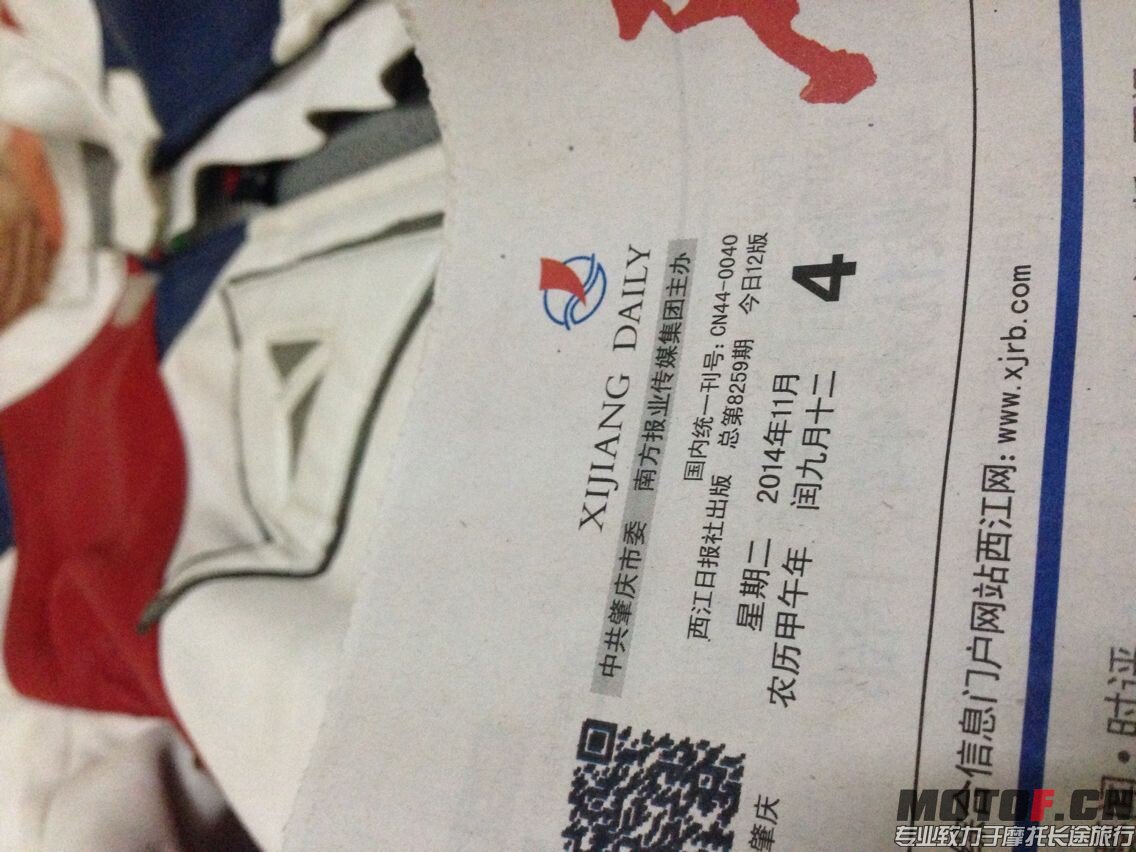 XIJIANG DAILY
中共肇庆市委 南方报业传媒集团主办
国内统一刊号:CN44-0040
西江日报社出版 总第8259期 今日12版
星期二 2014年11月
农历甲午年 闰九月十二
4
肇庆
合信息门户网站西江网:www.xjrb.com
时评
MOTOF.CN
专业致力于摩托长途旅行